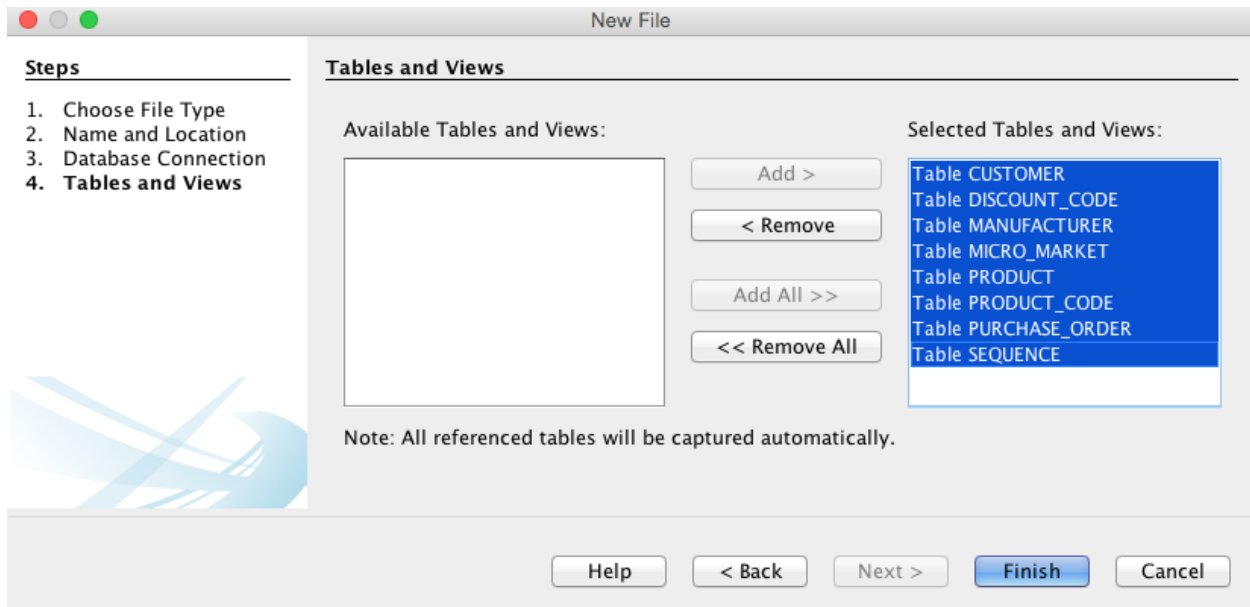 New File
Steps
1. Choose File Type
2. Name and Location
3. Database Connection
4. Tables and Views
Tables and Views
Available Tables and Views:
Add >
< Remove
Add All >>
<< Remove All
Selected Tables and Views:
Table CUSTOMER
Table DISCOUNT_CODE
Table MANUFACTURER
Table MICRO_MARKET
Table PRODUCT
Table PRODUCT_CODE
Table PURCHASE_ORDER
Table SEQUENCE
Note: All referenced tables will be captured automatically.
Help
< Back
Next >
Finish
Cancel